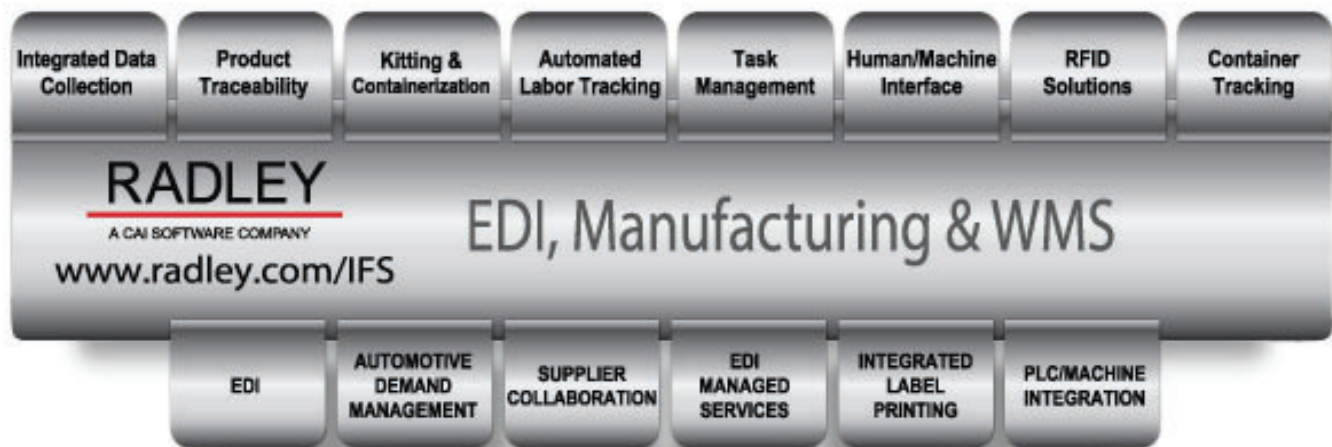 Integrated Data
Collection
Product
Traceability
Kitting &
Containerization
Automated
Labor Tracking
Task
Management
Human/Machine
Interface
RFID
Solutions
Container
Tracking
RADLEY
A CAI SOFTWARE COMPANY
www.radley.com/IFS
EDI, Manufacturing & WMS
EDI
AUTOMOTIVE
DEMAND
MANAGEMENT
SUPPLIER
COLLABORATION
EDI
MANAGED
SERVICES
INTEGRATED
LABEL
PRINTING
PLC/MACHINE
INTEGRATION